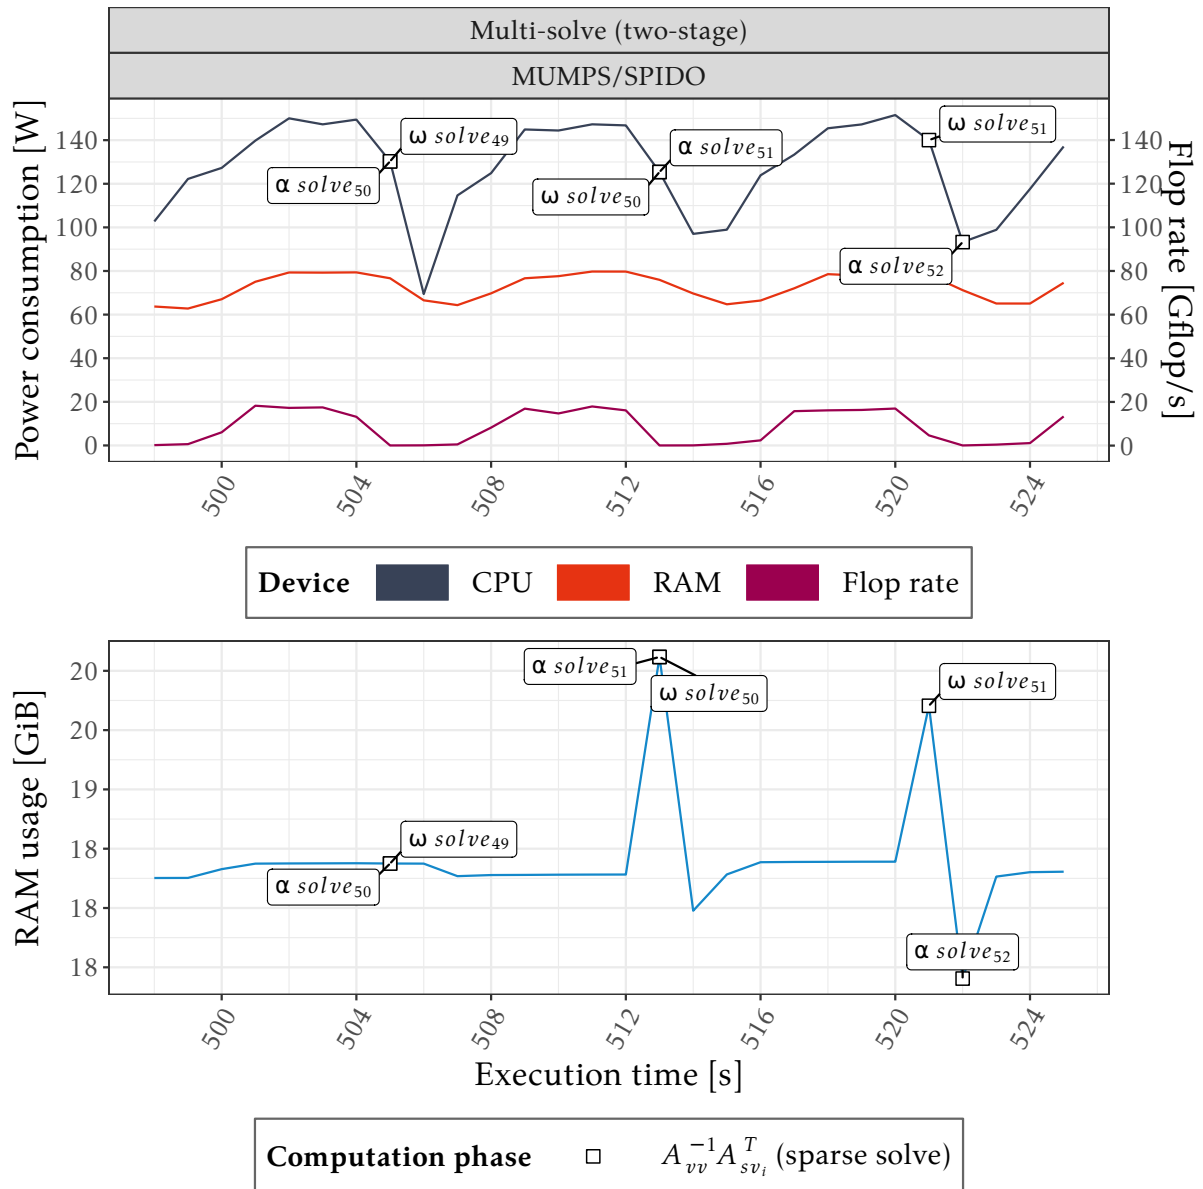 Multi-solve (two-stage)
MUMPS/SPIDO
Power consumption [W]
140
120
100
80
60
40
20
0
ω solve49
α solve50
α solve51
ω solve50
ω solve51
α solve52
140
120
100
80
60
40
20
0
Flop rate [Gflop/s]
500 504 508 512 516 520 524
Device CPU RAM Flop rate
RAM usage [GiB]
20
20
19
18
18
18
α solve51
ω solve50
ω solve51
ω solve49
α solve50
α solve52
500 504 508 512 516 520 524
Execution time [s]
Computation phase A_vv^-1 A_sv_i^T (sparse solve)